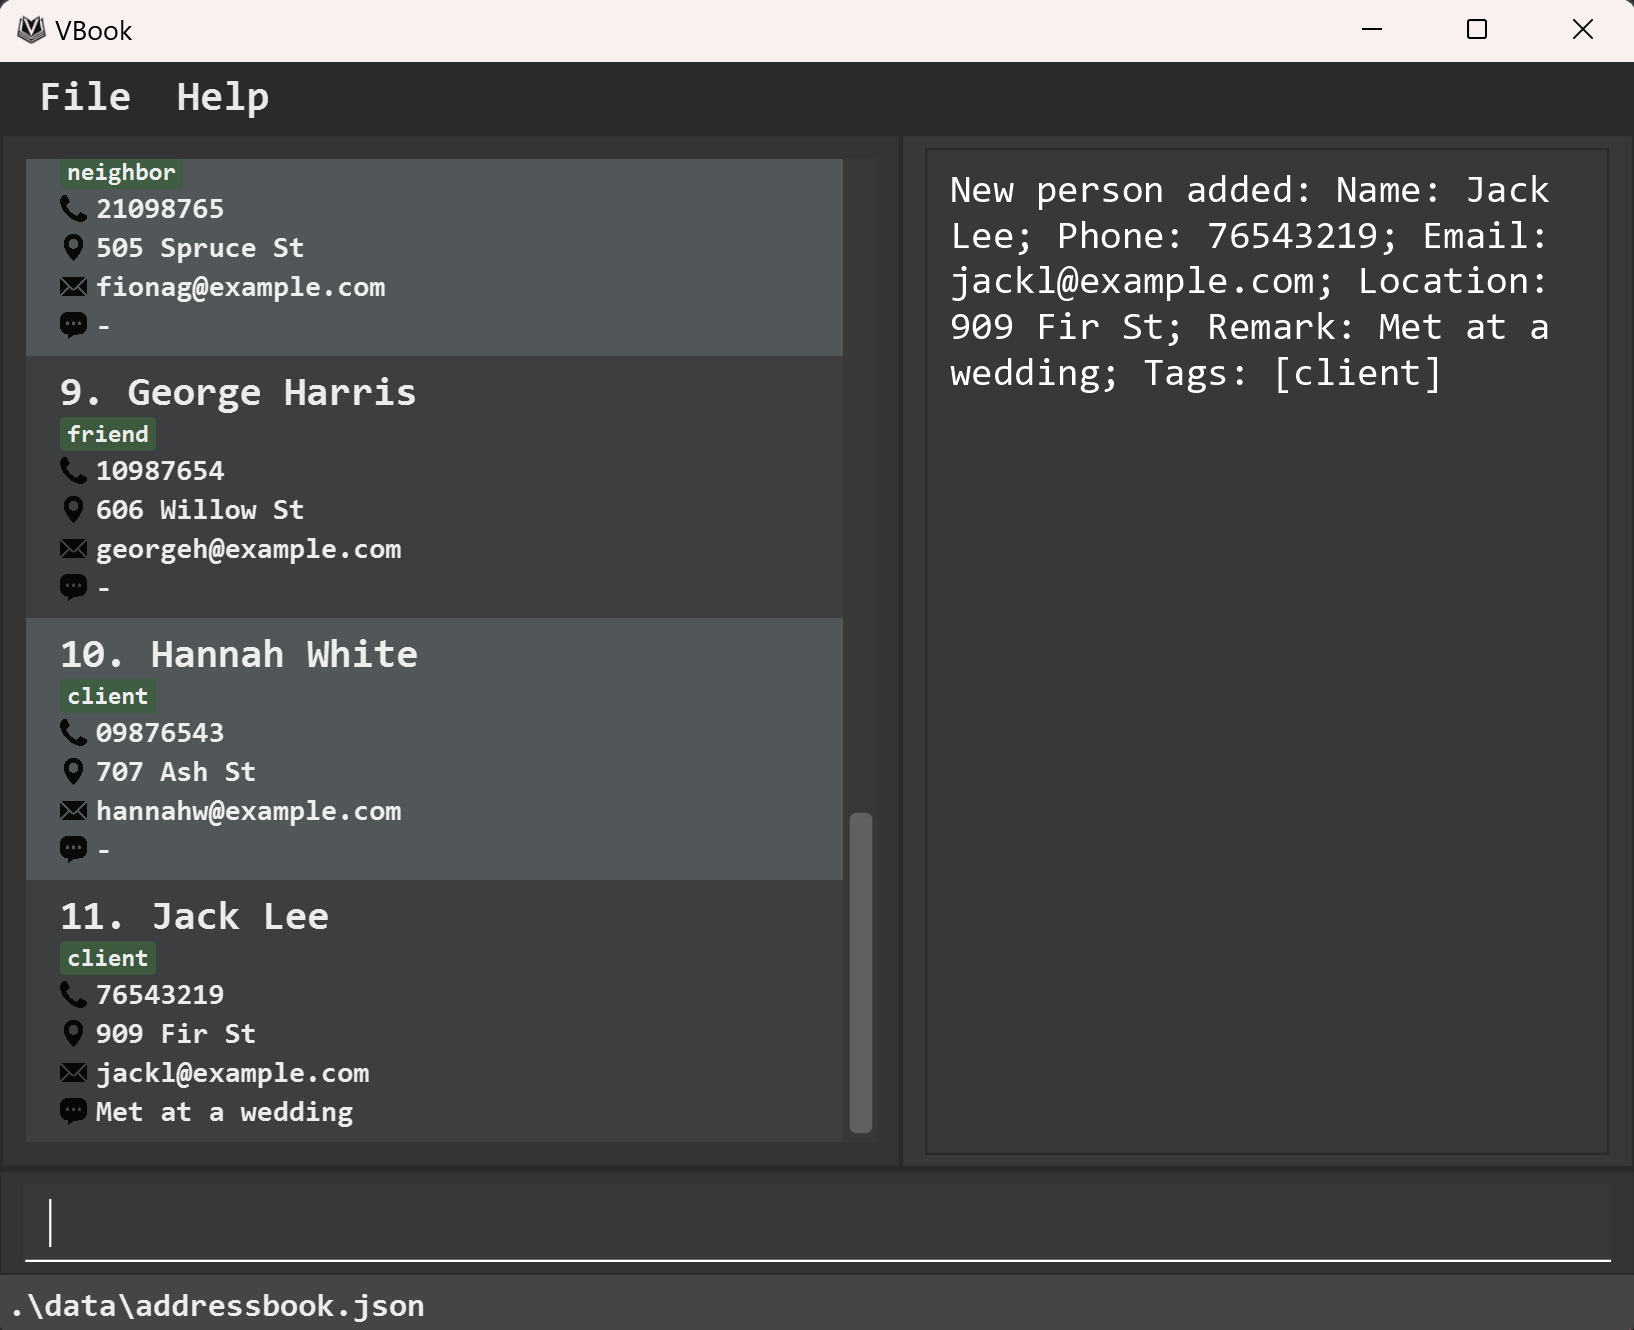 VBook
File Help
neighbor
21098765
505 Spruce St
fionag@example.com
-
9. George Harris
friend
10987654
606 Willow St
georgeh@example.com
-
10. Hannah White
client
09876543
707 Ash St
hannahw@example.com
-
11. Jack Lee
client
76543219
909 Fir St
jackl@example.com
Met at a wedding
New person added: Name: Jack
Lee; Phone: 76543219; Email:
jackl@example.com; Location:
909 Fir St; Remark: Met at a
wedding; Tags: [client]
.\data\addressbook.json